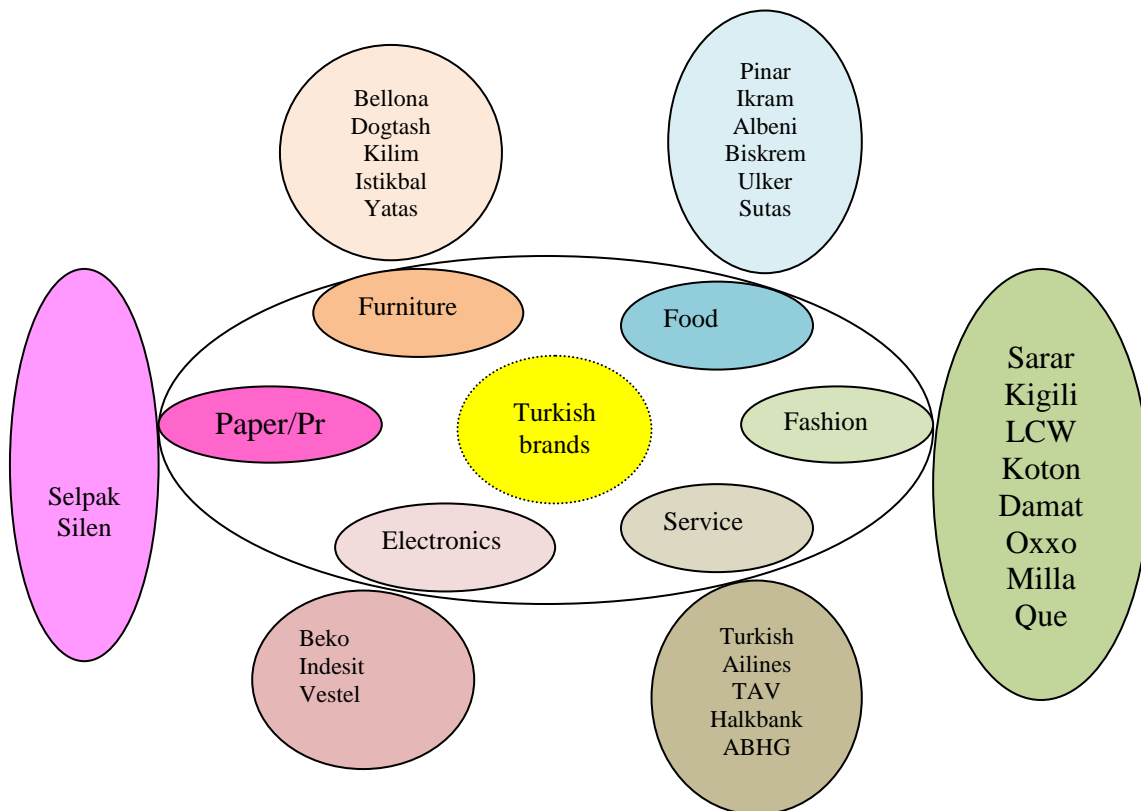 Bellona
Dogtash
Kilim
Istikbal
Yatas
Pinar
Ikram
Albeni
Biskrem
Ulker
Sutas
Furniture
Food
Paper/Pr
Turkish
brands
Fashion
Sarar
Kigili
LCW
Koton
Damat
Oxxo
Milla
Que
Selpak
Silen
Electronics
Service
Beko
Indesit
Vestel
Turkish
Ailines
TAV
Halkbank
ABHG